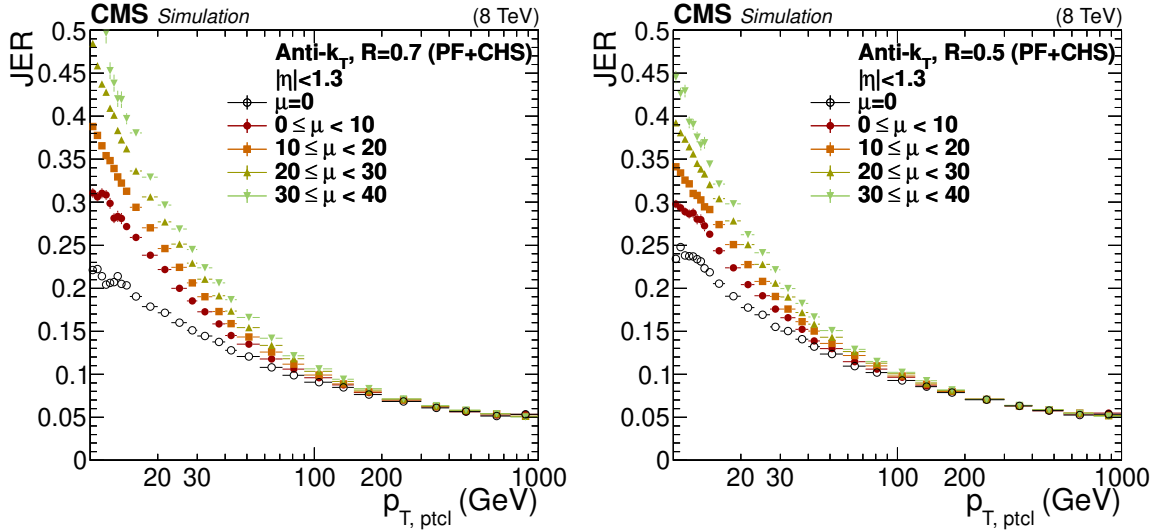 CMS Simulation (8 TeV)
JER
0.5
0.45
0.4
0.35
0.3
0.25
0.2
0.15
0.1
0.05
0
Anti-k_T, R=0.7 (PF+CHS)
|η|<1.3
μ=0
0 ≤ μ < 10
10 ≤ μ < 20
20 ≤ μ < 30
30 ≤ μ < 40
20 30 100 200 1000
p_T, ptcl (GeV)
CMS Simulation (8 TeV)
JER
0.5
0.45
0.4
0.35
0.3
0.25
0.2
0.15
0.1
0.05
0
Anti-k_T, R=0.5 (PF+CHS)
|η|<1.3
μ=0
0 ≤ μ < 10
10 ≤ μ < 20
20 ≤ μ < 30
30 ≤ μ < 40
20 30 100 200 1000
p_T, ptcl (GeV)